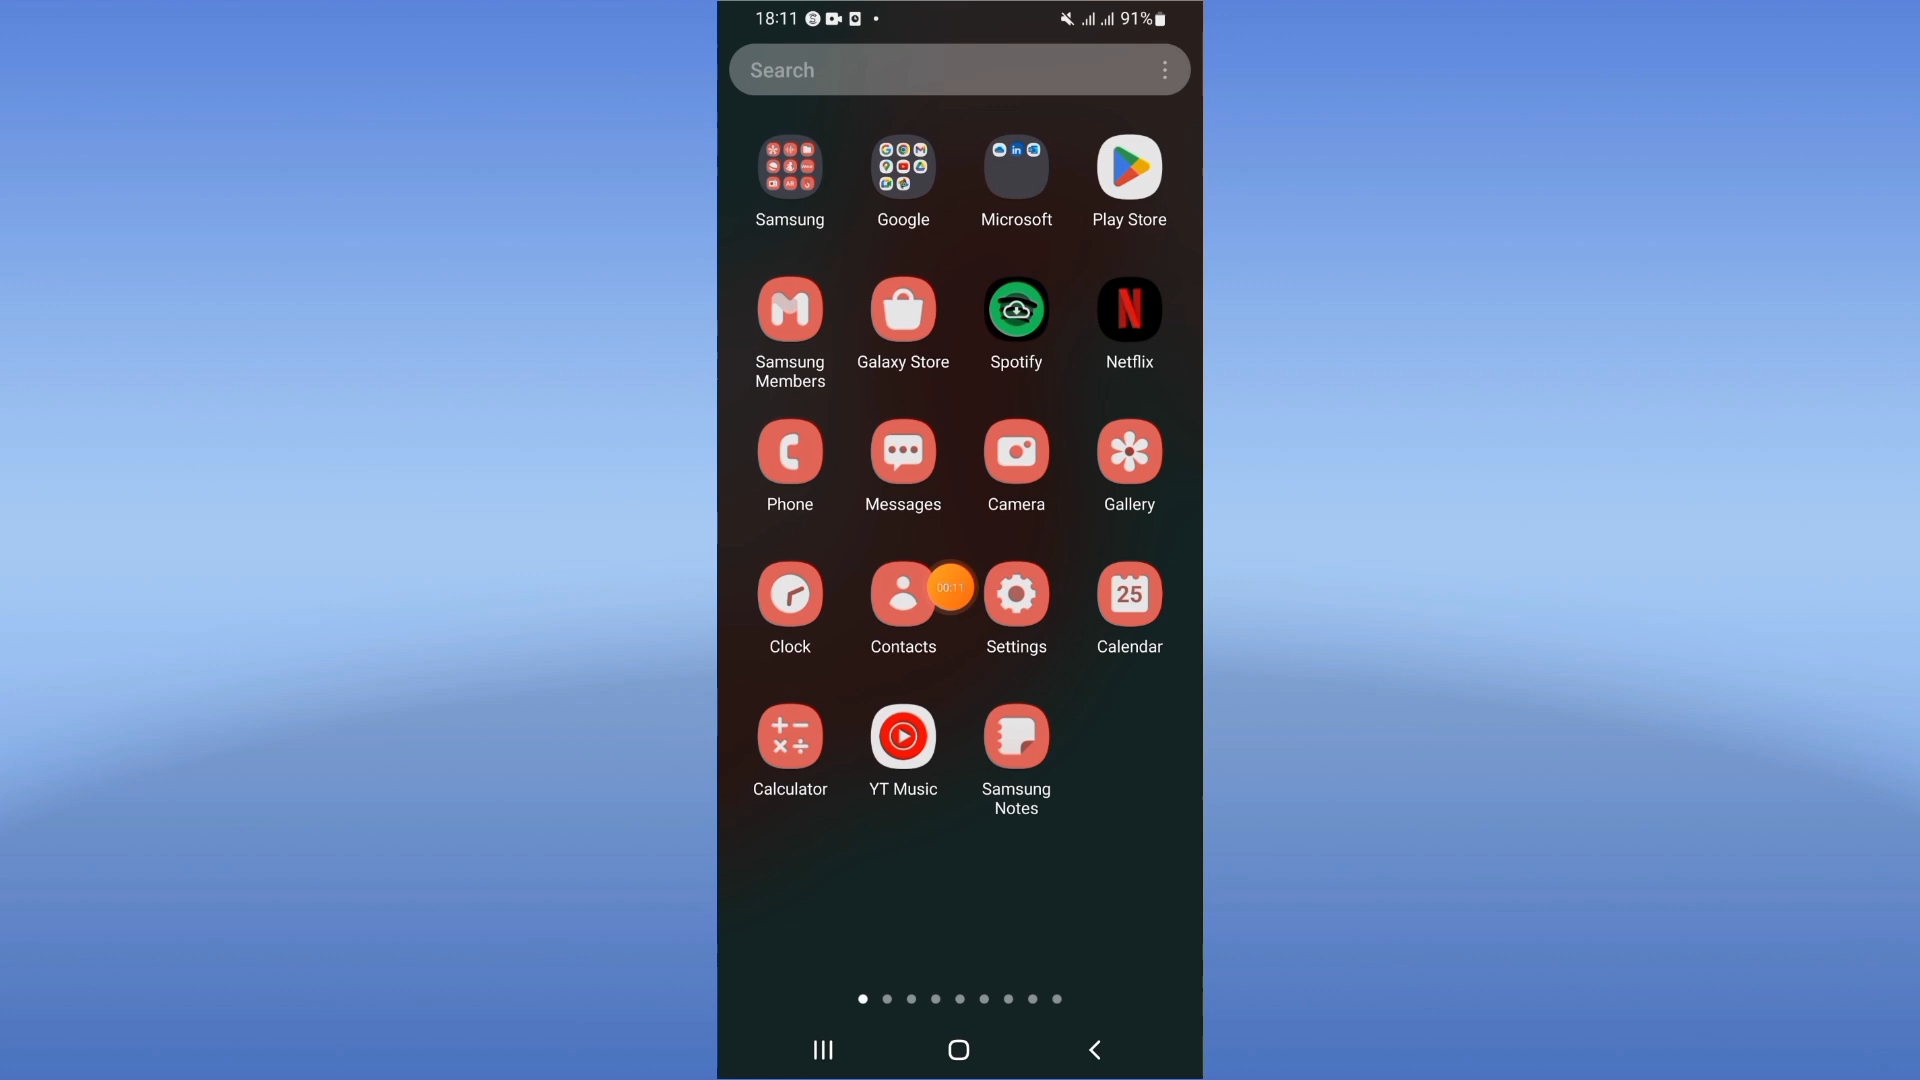 18:11 91%
Search
Samsung Google Microsoft Play Store
Samsung Members Galaxy Store Spotify Netflix
Phone Messages Camera Gallery
00:11
25
Clock Contacts Settings Calendar
Calculator YT Music Samsung Notes